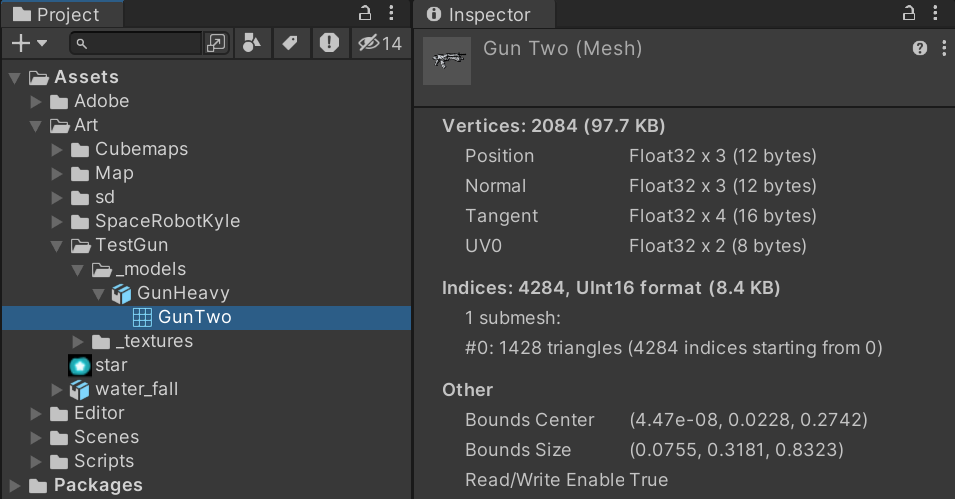 Project
14
Assets
Adobe
Art
Cubemaps
Map
sd
SpaceRobotKyle
TestGun
_models
GunHeavy
GunTwo
_textures
star
water_fall
Editor
Scenes
Scripts
Packages
Inspector
Gun Two (Mesh)
Vertices: 2084 (97.7 KB)
Position Float32 x 3 (12 bytes)
Normal Float32 x 3 (12 bytes)
Tangent Float32 x 4 (16 bytes)
UV0 Float32 x 2 (8 bytes)
Indices: 4284, UInt16 format (8.4 KB)
1 submesh:
#0: 1428 triangles (4284 indices starting from 0)
Other
Bounds Center (4.47e-08, 0.0228, 0.2742)
Bounds Size (0.0755, 0.3181, 0.8323)
Read/Write Enable True